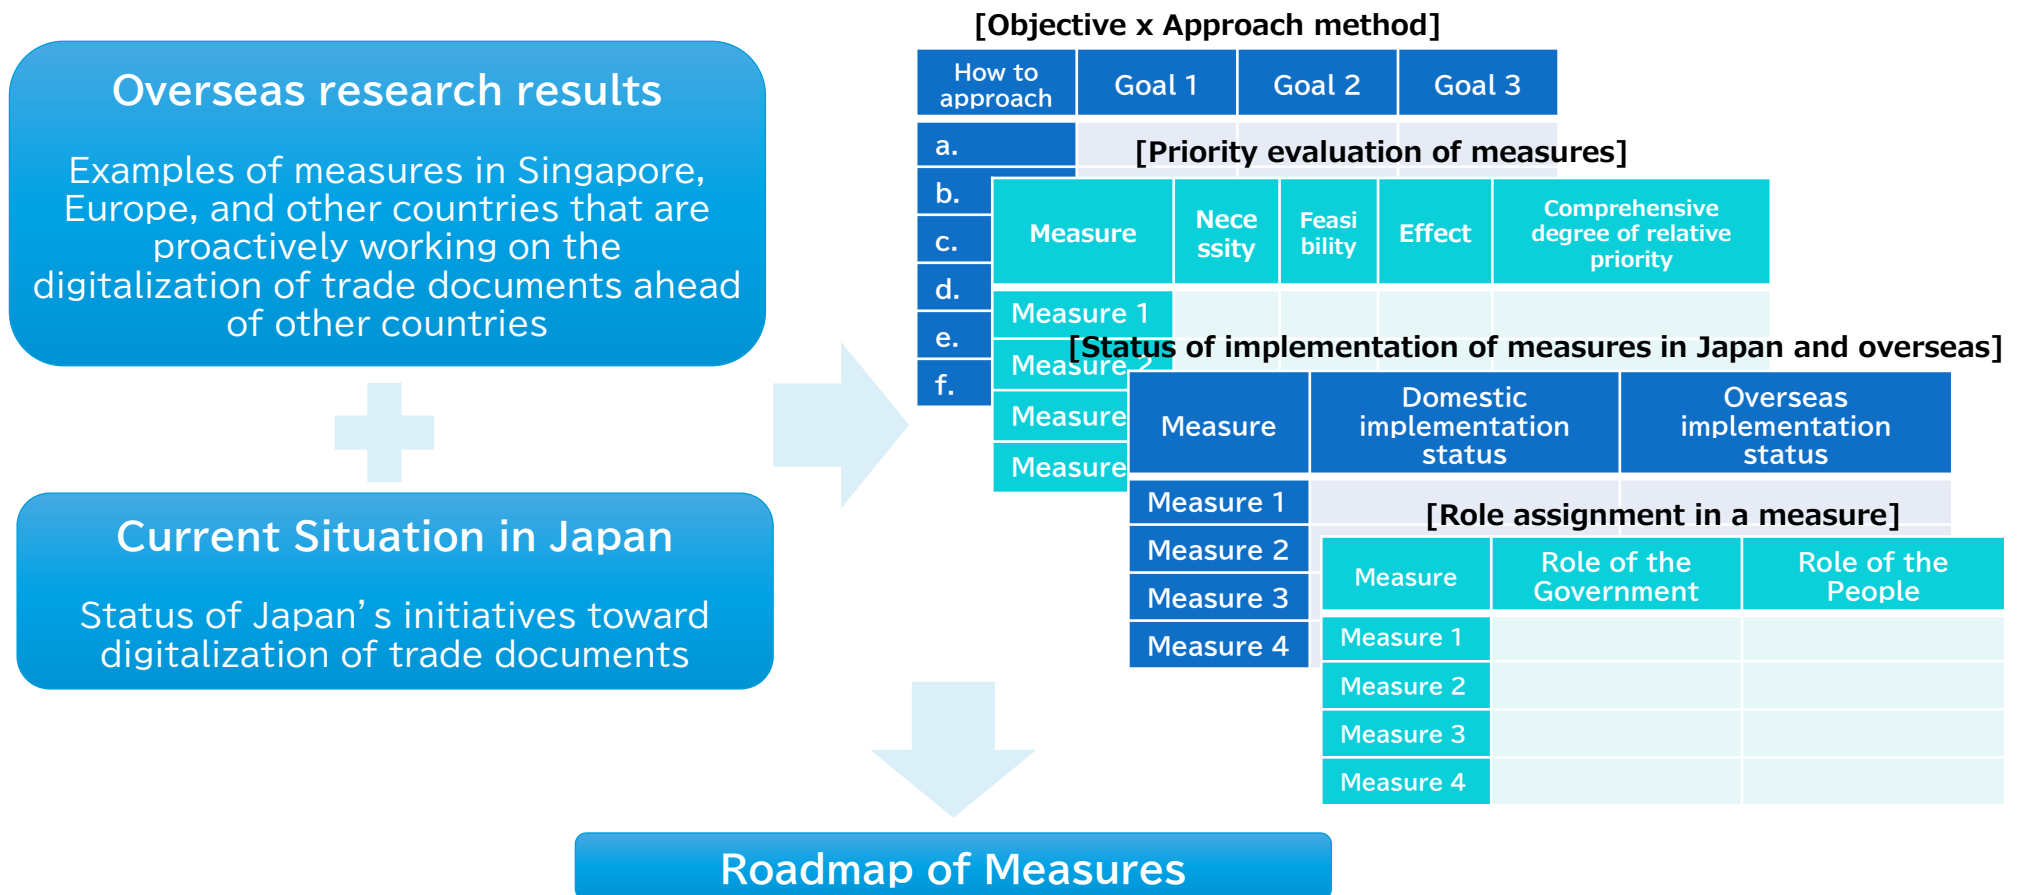 Overseas research results
Examples of measures in Singapore,
Europe, and other countries that are
proactively working on the
digitalization of trade documents ahead
of other countries
Current Situation in Japan
Status of Japan's initiatives toward
digitalization of trade documents
[Objective x Approach method]
How to
approach
Goal 1
Goal 2
Goal 3
a.
b.
c.
d.
e.
f.
[Priority evaluation of measures]
Measure
Nece
ssity
Feasi
bility
Effect
Comprehensive
degree of relative
priority
Measure 1
Measure 2
Measure
Measure
[Status of implementation of measures in Japan and overseas]
Measure
Domestic
implementation
status
Overseas
implementation
status
Measure 1
Measure 2
Measure 3
Measure 4
[Role assignment in a measure]
Measure
Role of the
Government
Role of the
People
Measure 1
Measure 2
Measure 3
Measure 4
Roadmap of Measures